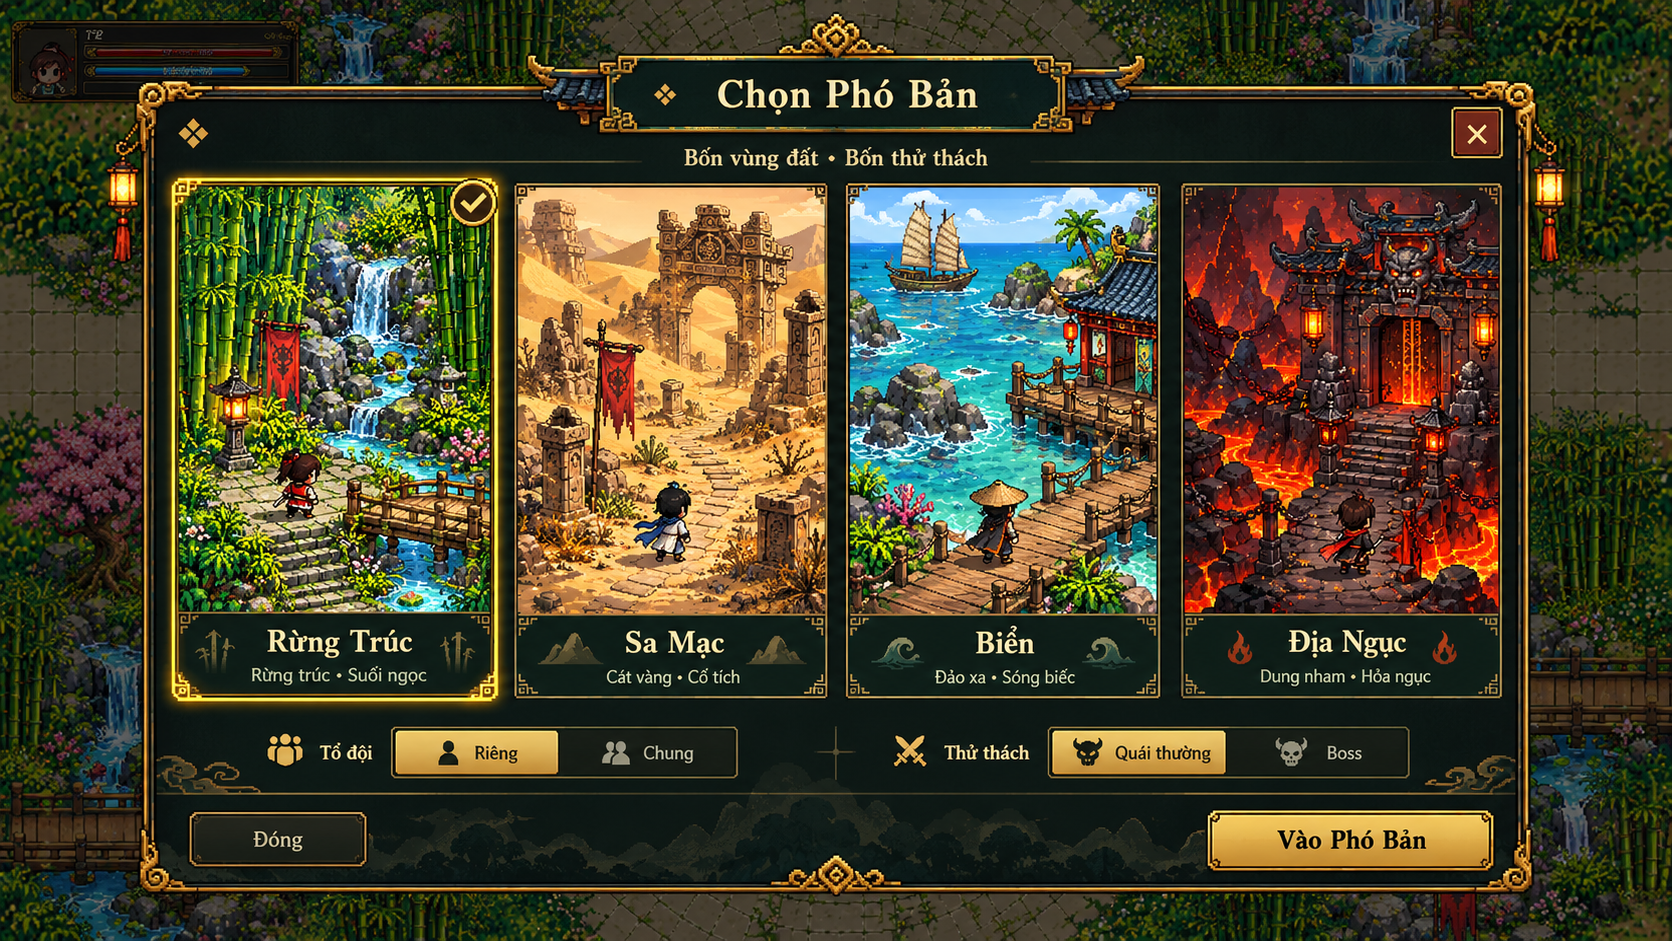 Chọn Phó Bản
Bốn vùng đất • Bốn thử thách
Rừng Trúc
Rừng trúc • Suối ngọc
Sa Mạc
Cát vàng • Cổ tích
Biển
Đảo xa • Sóng biếc
Địa Ngục
Dung nham • Hỏa ngục
Tổ đội
Riêng
Chung
Thử thách
Quái thường
Boss
Đóng
Vào Phó Bản